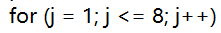 for (j = 1; j <= 8; j++)